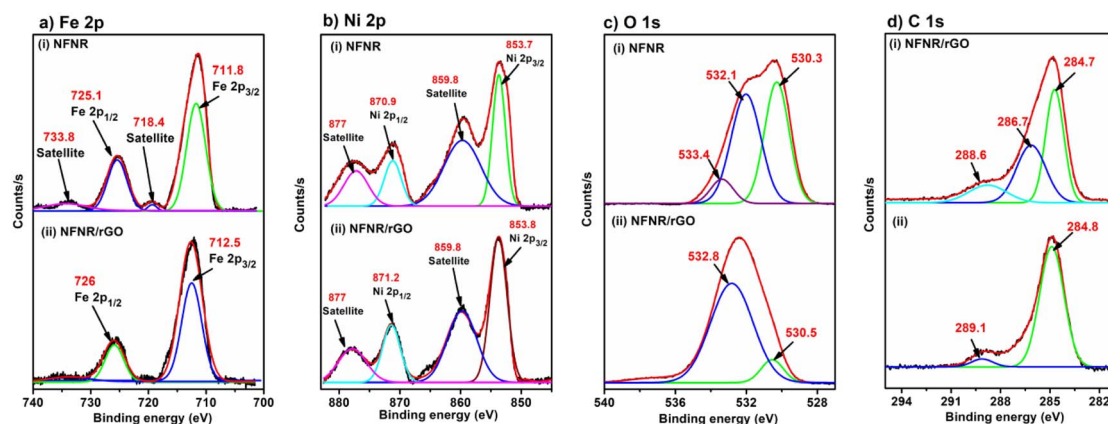 a) Fe 2p
(i) NFNR
711.8
Fe 2p3/2
725.1
Fe 2p1/2
718.4
Satellite
733.8
Satellite
(ii) NFNR/rGO
712.5
Fe 2p3/2
726
Fe 2p1/2
Counts/s
740 730 720 710 700
Binding energy (eV)
b) Ni 2p
(i) NFNR
853.7
Ni 2p3/2
859.8
Satellite
870.9
Ni 2p1/2
877
Satellite
(ii) NFNR/rGO
853.8
Ni 2p3/2
859.8
Satellite
871.2
Ni 2p1/2
877
Satellite
Counts/s
880 870 860 850
Binding energy (eV)
c) O 1s
(i) NFNR
532.1
530.3
533.4
(ii) NFNR/rGO
532.8
530.5
Counts/s
540 536 532 528
Binding energy (eV)
d) C 1s
(i) NFNR/rGO
284.7
286.7
288.6
(ii)
284.8
289.1
Counts/s
295 291 288 285 281
Binding energy (eV)